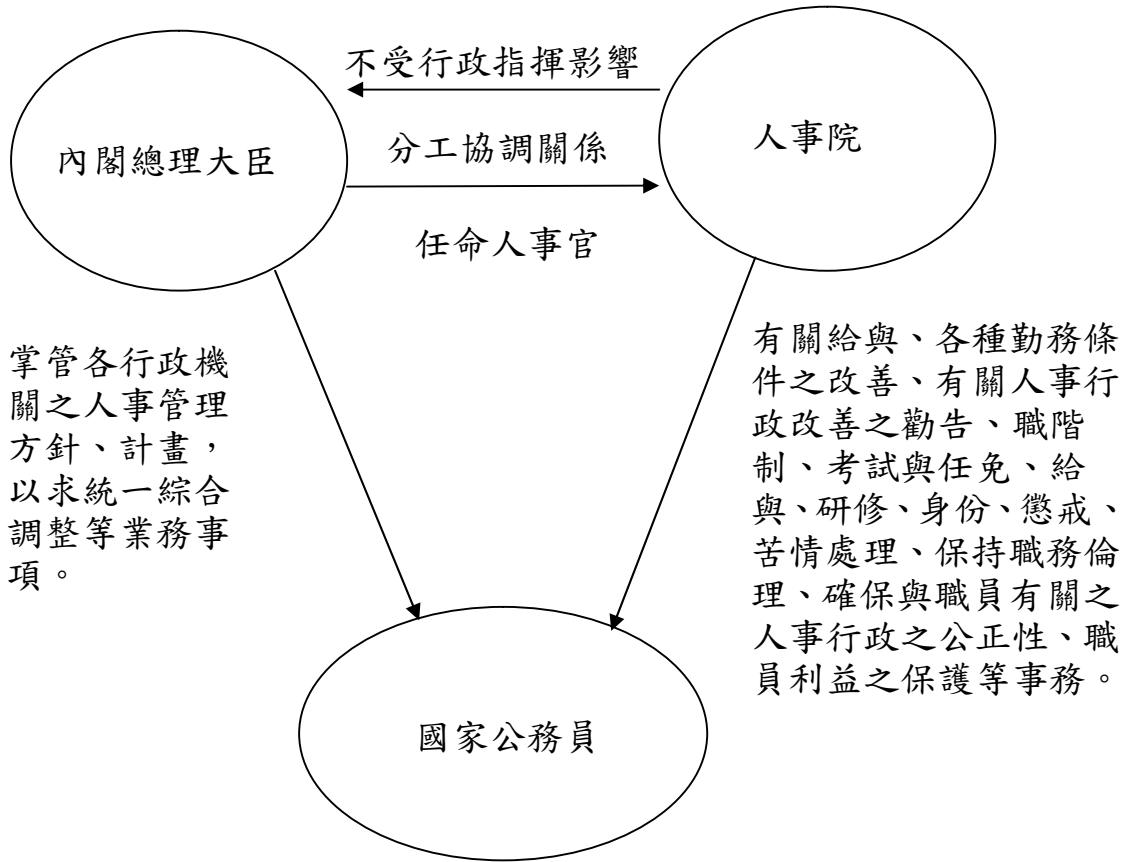 不受行政指揮影響
內閣總理大臣
分工協調關係
人事院
任命人事官
掌管各行政機
關之人事管理
方針、計畫，
以求統一綜合
調整等業務事
項。
有關給與、各種勤務條
件之改善、有關人事行
政改善之勸告、職階
制、考試與任免、給
與、研修、身份、懲戒、
苦情處理、保持職務倫
理、確保與職員有關之
人事行政之公正性、職
員利益之保護等事務。
國家公務員